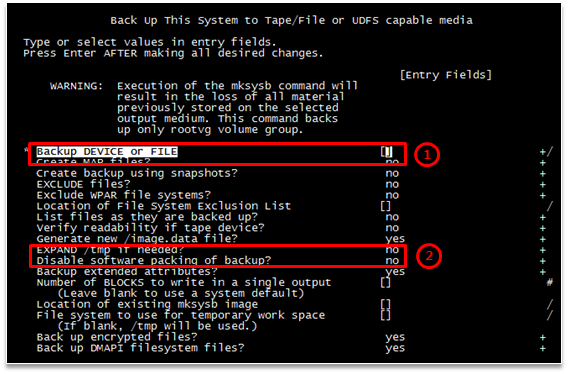 Back Up This System to Tape/File or UDFS capable media
Type or select values in entry fields.
Press Enter AFTER making all desired changes.
[Entry Fields]
WARNING: Execution of the mksysb command will
result in the loss of all material
previously stored on the selected
output medium. This command backs
up only rootvg volume group.
* Backup DEVICE or FILE [] +/
Create MAP files? no +
Create backup using snapshots? no +
EXCLUDE files? no +
Exclude WPAR file systems? no +
Location of File System Exclusion List [] /
List files as they are backed up? no +
Verify readability if tape device? no +
Generate new /image.data file? yes +
EXPAND /tmp if needed? no +
Disable software packing of backup? no +
Backup extended attributes? yes +
Number of BLOCKS to write in a single output [] #
(Leave blank to use a system default)
Location of existing mksysb image [] /
File system to use for temporary work space [] /
(If blank, /tmp will be used.)
Back up encrypted files? yes +
Back up DMAPI filesystem files? yes +
1
2